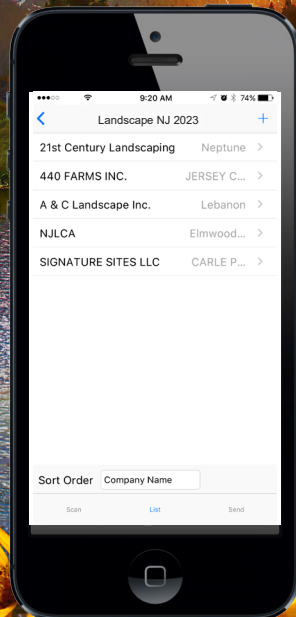 9:20 AM 74%
Landscape NJ 2023 +
21st Century Landscaping Neptune
440 FARMS INC. JERSEY C...
A & C Landscape Inc. Lebanon
NJLCA Elmwood...
SIGNATURE SITES LLC CARLE P...
Sort Order Company Name
Scan List Send